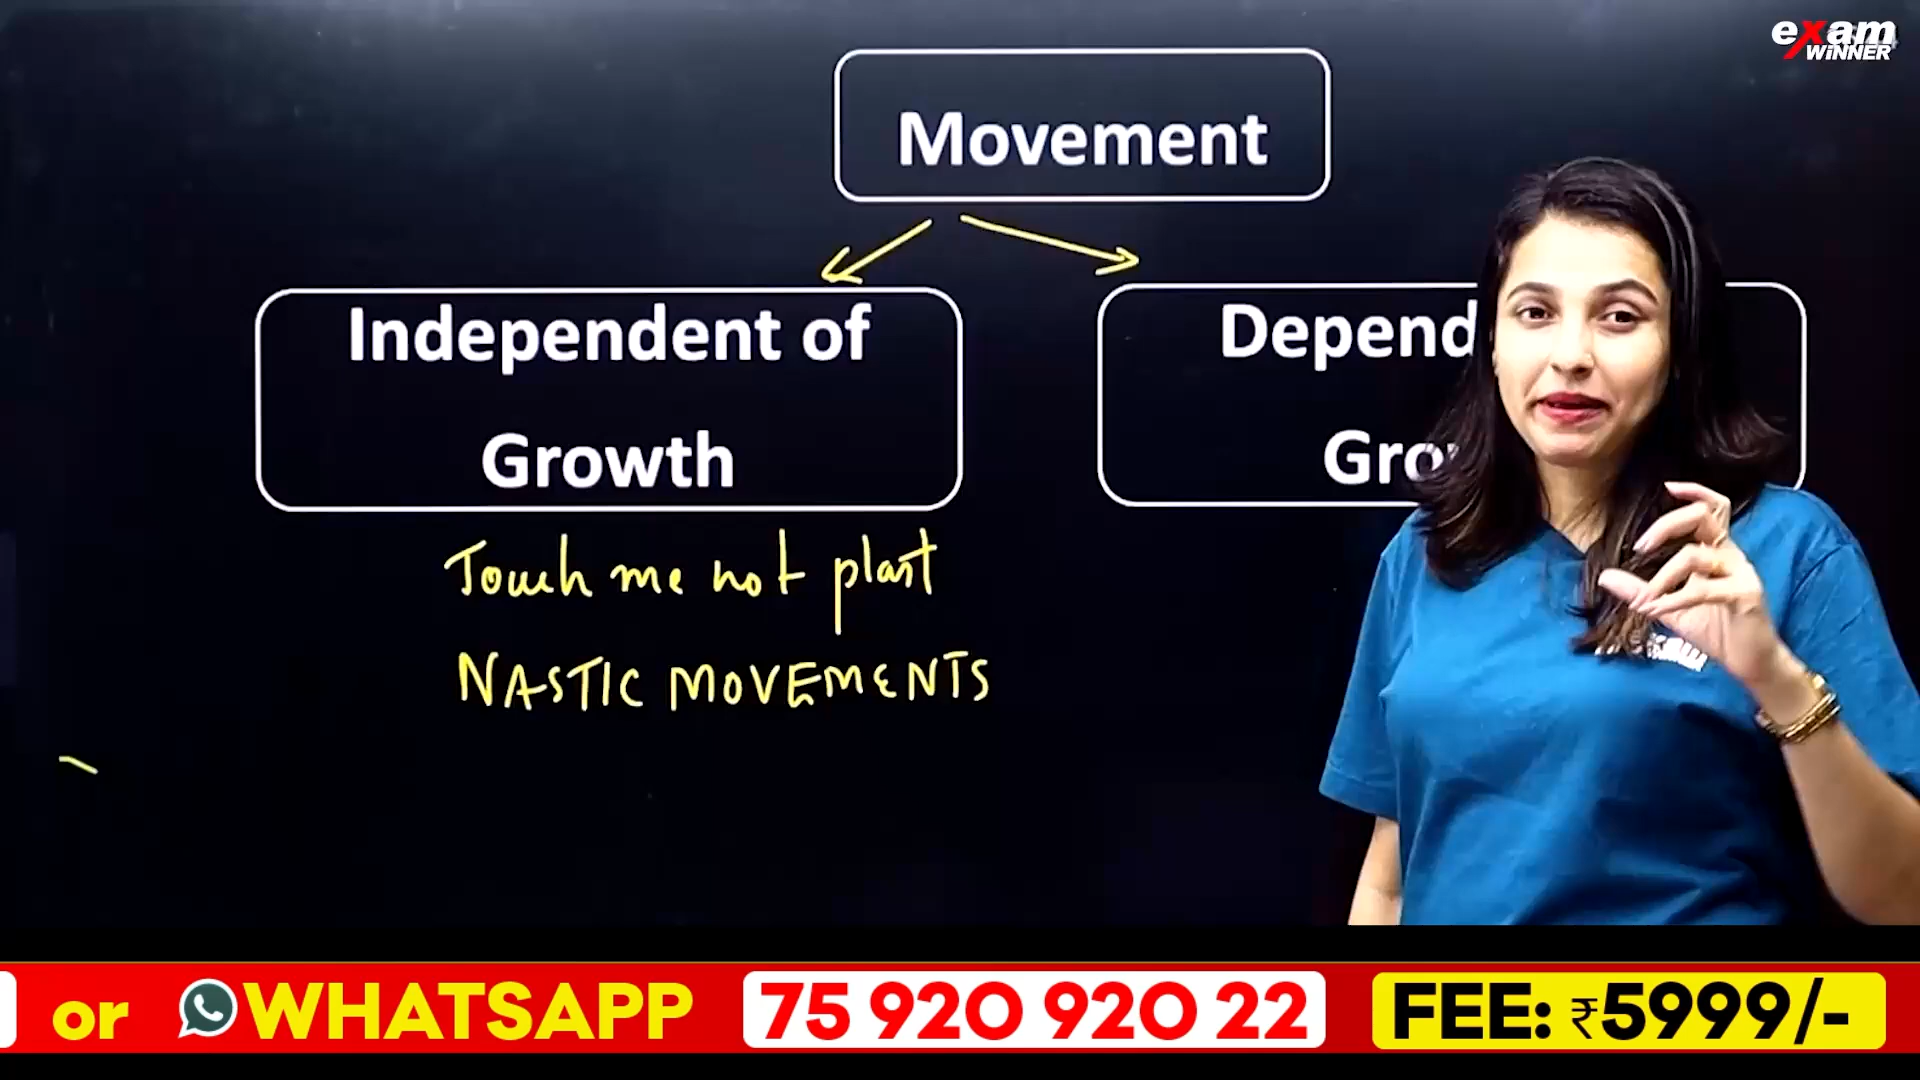 exam
WINNER
Movement
Independent of
Growth
Depend
Gro
Touch me not plant
NASTIC MOVEMENTS
or WHATSAPP 75 920 920 22 FEE: ₹5999/-